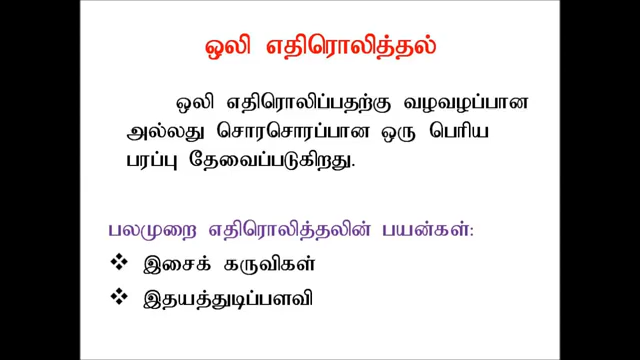 ஒலி எதிரொலித்தல்
ஒலி எதிரொலிப்பதற்கு வழவழப்பான
அல்லது சொரசொரப்பான ஒரு பெரிய
பரப்பு தேவைப்படுகிறது.
பலமுறை எதிரொலித்தலின் பயன்கள்:
❖ இசைக் கருவிகள்
❖ இதயத்துடிப்பளவி